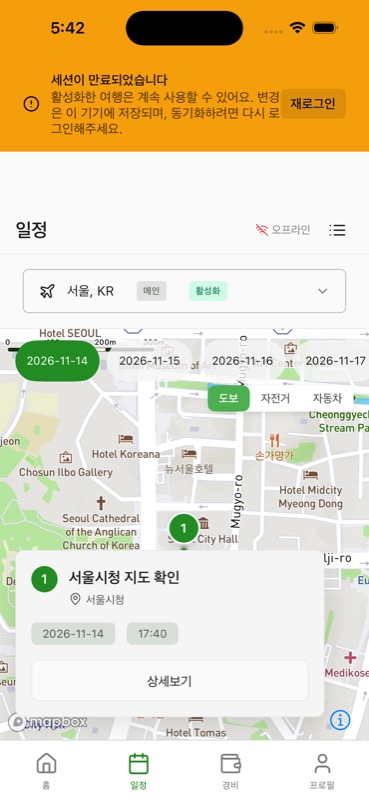 5:42
세션이 만료되었습니다
활성화한 여행은 계속 사용할 수 있어요. 변경
은 이 기기에 저장되며, 동기화하려면 다시 로
그인해주세요.
재로그인
일정
오프라인
서울, KR
메인
활성화
Hotel SEOUL
2026-11-14
2026-11-15
2026-11-16
2026-11-17
도보
자전거
자동차
Cheonggyech
Stream Pa
jeon
Hotel Koreana
손가명가
Chosun Ilbo Gallery
뉴서울호텔
Mugyo-ro
Hotel Midcity
Myeong Dong
Seoul Cathedral
of the Anglican
Church of Korea
1
City Hall
lji-ro
1
서울시청 지도 확인
서울시청
2026-11-14
17:40
상세보기
Medikose
mapbox
City Hall
Hotel Tomas
홈
일정
경비
프로필